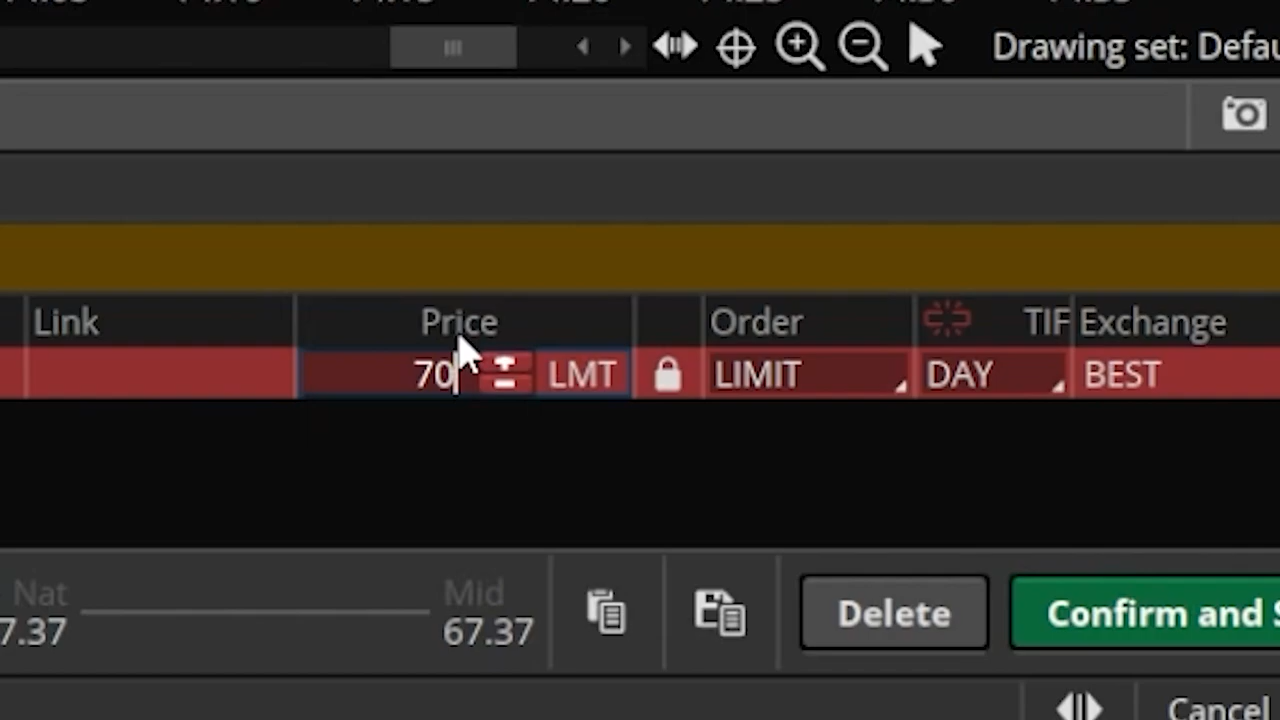 Drawing set: Defau
Link Price Order TIF Exchange
70 LMT LIMIT DAY BEST
Nat Mid
7.37 67.37
Delete Confirm and S
Cancel